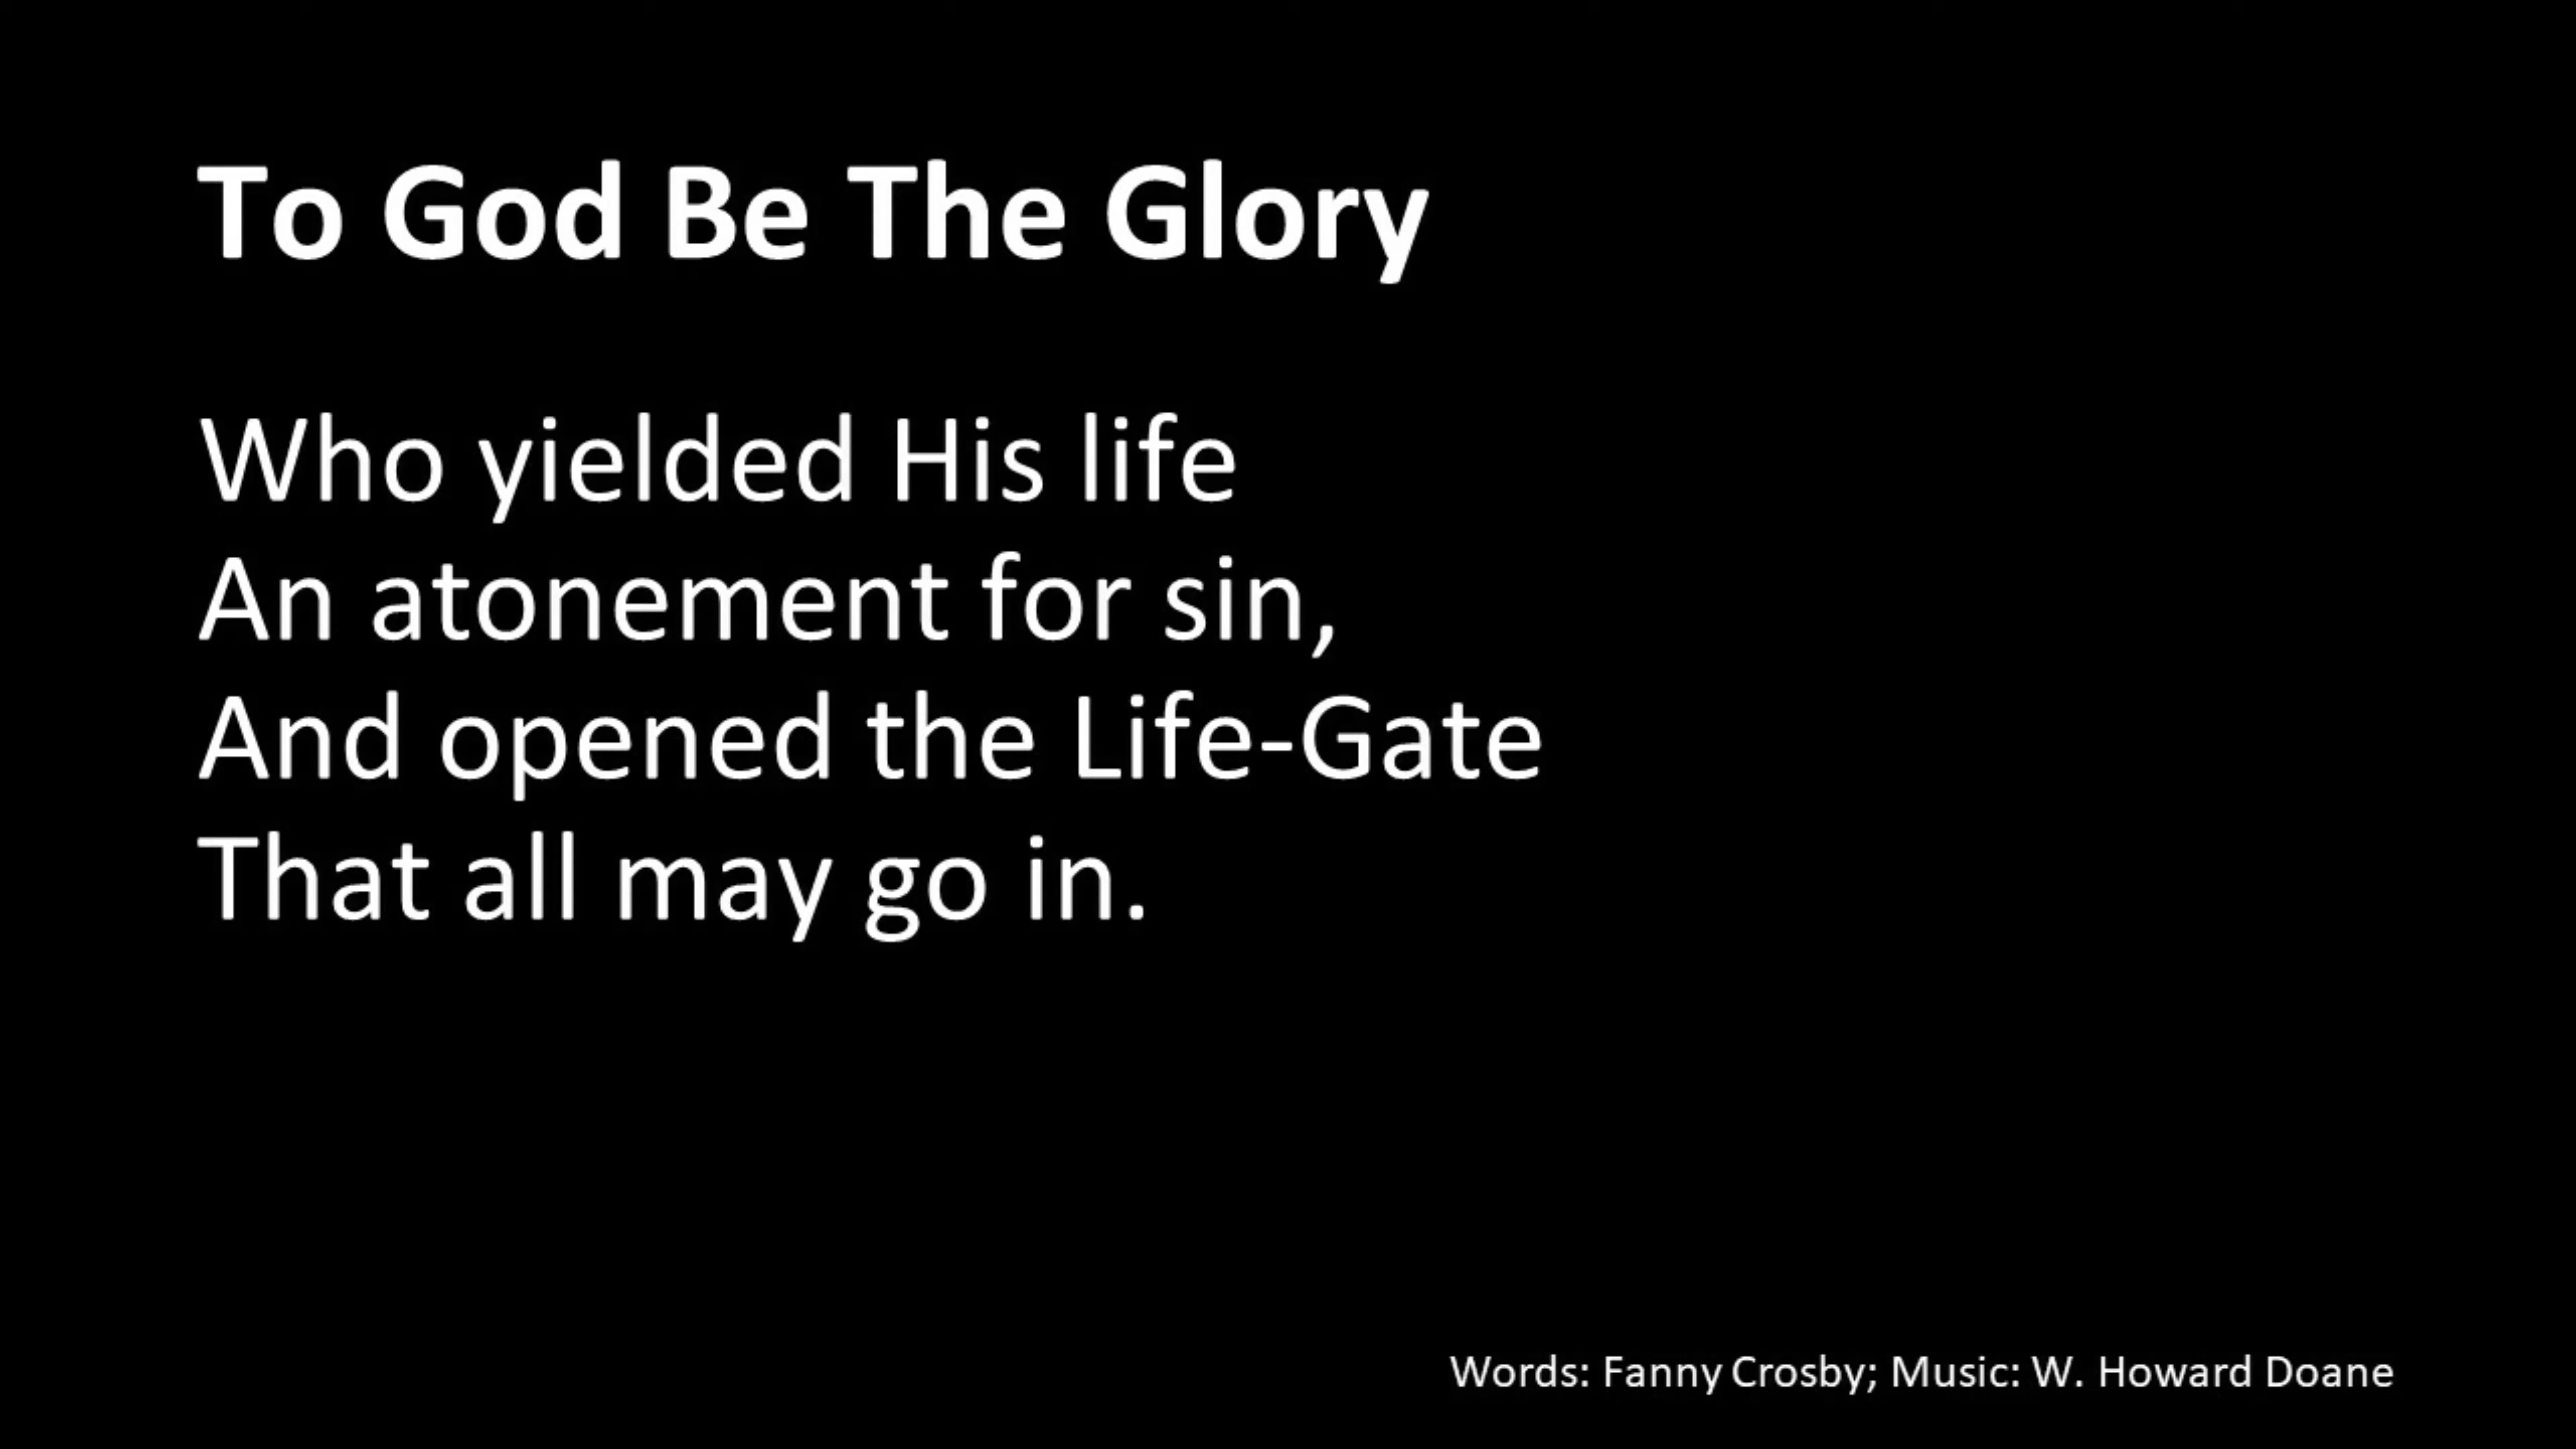 To God Be The Glory
Who yielded His life
An atonement for sin,
And opened the Life-Gate
That all may go in.
Words: Fanny Crosby; Music: W. Howard Doane